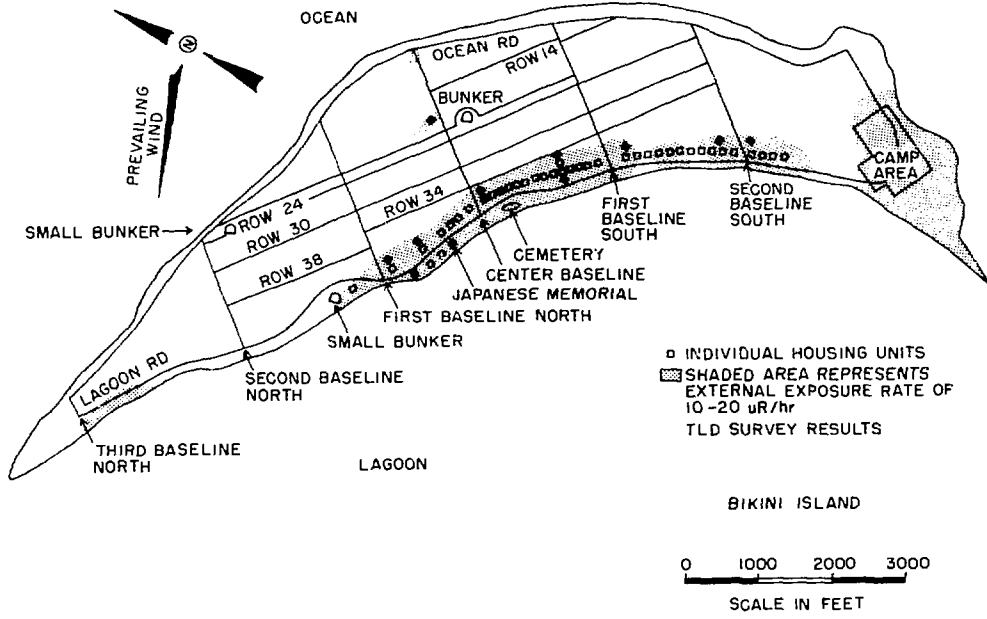 OCEAN
N
PREVAILING
WIND
OCEAN RD
ROW 14
BUNKER
CAMP
AREA
SMALL BUNKER
ROW 24
ROW 30
ROW 34
ROW 38
FIRST
BASELINE
SOUTH
SECOND
BASELINE
SOUTH
CEMETERY
CENTER BASELINE
JAPANESE MEMORIAL
FIRST BASELINE NORTH
SMALL BUNKER
LAGOON RD
SECOND BASELINE
NORTH
THIRD BASELINE
NORTH
LAGOON
INDIVIDUAL HOUSING UNITS
SHADED AREA REPRESENTS
EXTERNAL EXPOSURE RATE OF
10-20 uR/hr
TLD SURVEY RESULTS
BIKINI ISLAND
0 1000 2000 3000
SCALE IN FEET